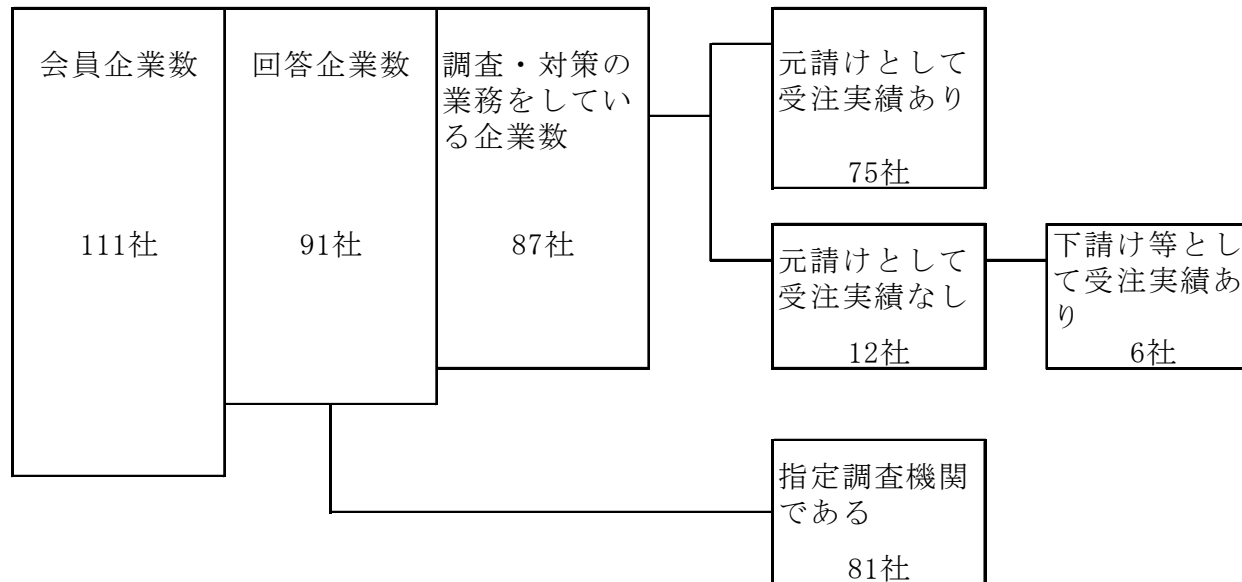 会員企業数
111社
回答企業数
91社
調査・対策の
業務をしてい
る企業数
87社
元請けとして
受注実績あり
75社
元請けとして
受注実績なし
12社
下請け等とし
て受注実績あ
り
6社
指定調査機関
である
81社